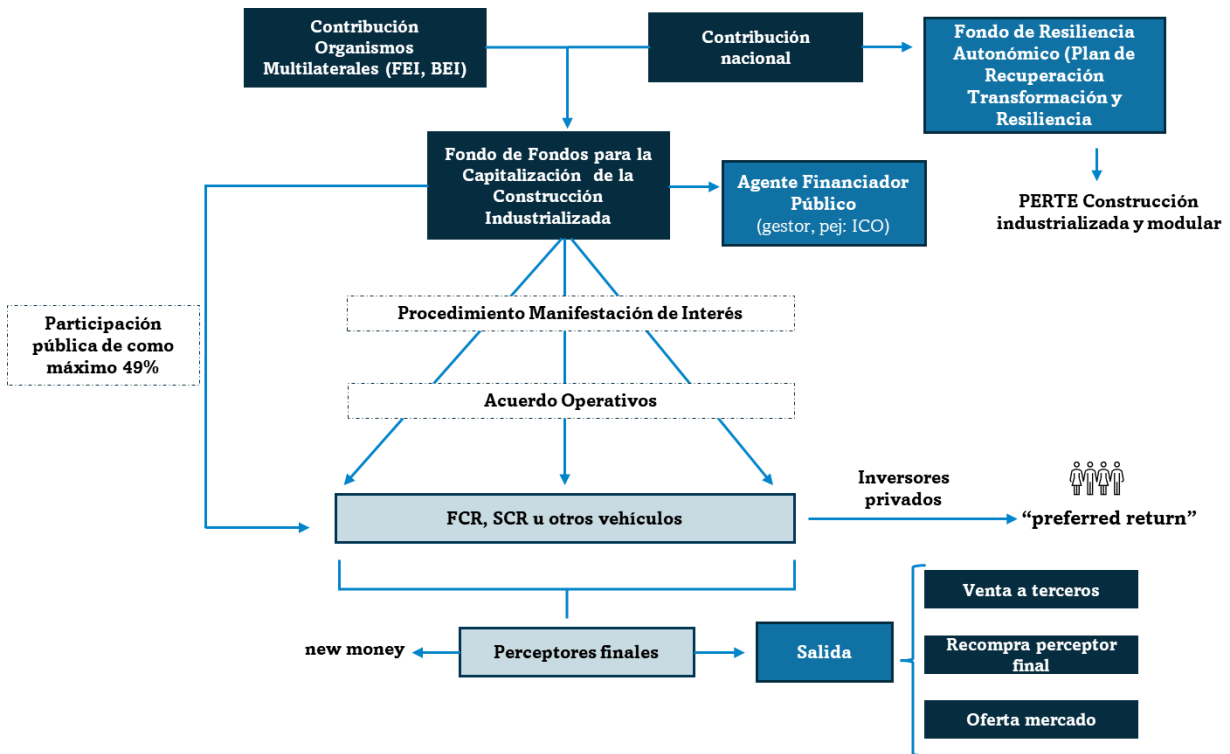 Contribución
Organismos
Multilaterales (FEI, BEI)
Contribución
nacional
Fondo de Resiliencia
Autonómico (Plan de
Recuperación
Transformación y
Resiliencia
Fondo de Fondos para la
Capitalización de la
Construcción
Industrializada
Agente Financiador
Público
(gestor, pej: ICO)
PERTE Construcción
industrializada y modular
Participación
pública de como
máximo 49%
Procedimiento Manifestación de Interés
Acuerdo Operativos
FCR, SCR u otros vehículos
Inversores
privados
“preferred return”
new money
Perceptores finales
Salida
Venta a terceros
Recompra perceptor
final
Oferta mercado